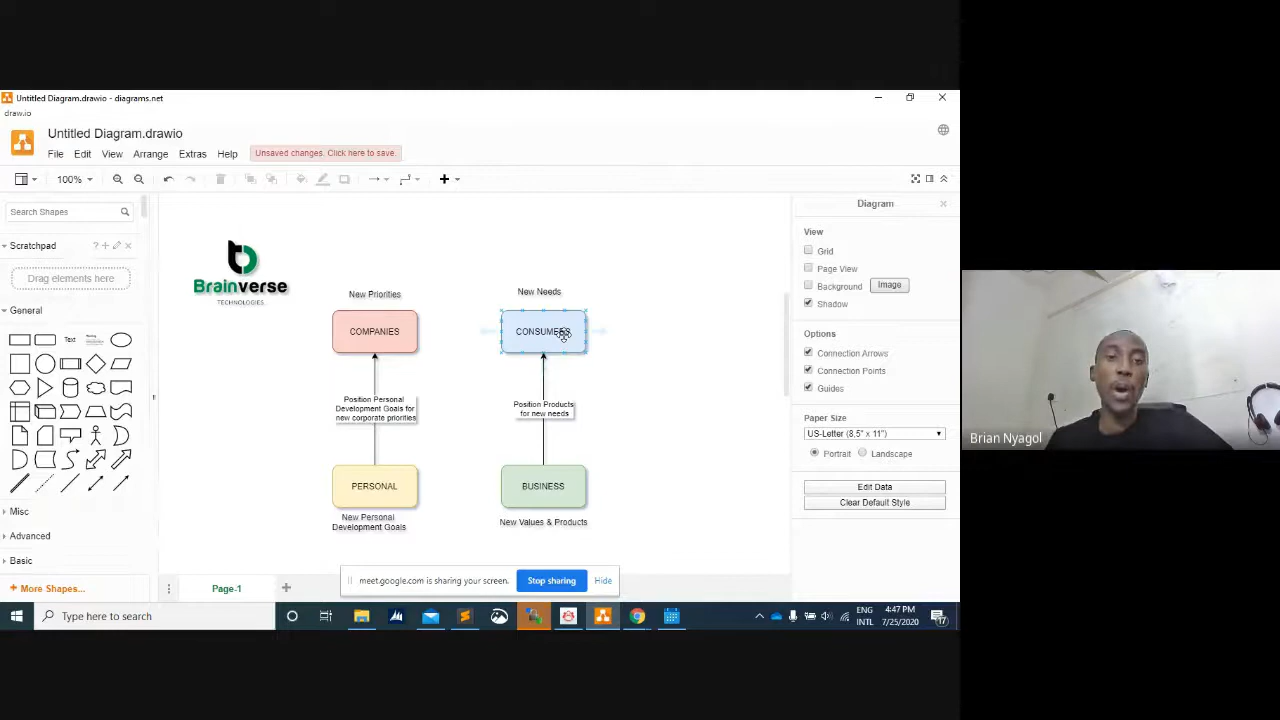 Untitled Diagram.drawio - diagrams.net
draw.io
Untitled Diagram.drawio
File Edit View Arrange Extras Help
Unsaved changes. Click here to save.
100%
Search Shapes
Scratchpad
?
Drag elements here
General
Text
Misc
Advanced
Basic
+ More Shapes...
Brainverse
TECHNOLOGIES
New Priorities
COMPANIES
Position Personal
Development Goals for
new corporate priorities
PERSONAL
New Personal
Development Goals
New Needs
CONSUMERS
Position Products
for new needs
BUSINESS
New Values & Products
Diagram
View
Grid
Page View
Background
Image
Shadow
Options
Connection Arrows
Connection Points
Guides
Paper Size
US-Letter (8,5" x 11")
Portrait
Landscape
Edit Data
Clear Default Style
Page-1
meet.google.com is sharing your screen.
Stop sharing
Hide
Type here to search
ENG
INTL
4:47 PM
7/25/2020
17
Brian Nyagol